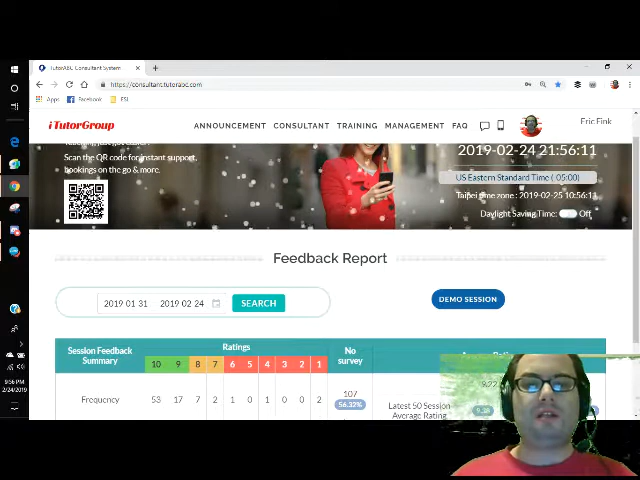 TutorABC Consultant System
https://consultant.tutorabc.com
Apps
Facebook
ESL
iTutorGroup
ANNOUNCEMENT CONSULTANT TRAINING MANAGEMENT FAQ
Eric Fink
Scan the QR code for instant support,
bookings on the go & more.
2019-02-24 21:56:11
US Eastern Standard Time ( -05:00)
Taipei time zone : 2019-02-25 10:56:11
Daylight Saving Time: Off
Feedback Report
2019 01 31 2019 02 24 SEARCH
DEMO SESSION
Session Feedback
Summary
Ratings
10 9 8 7 6 5 4 3 2 1
No
survey
Frequency 53 17 7 2 1 0 1 0 0 2
107
56.32%
9.22
Latest 50 Session
Average Rating
9:56 PM
2/24/2019